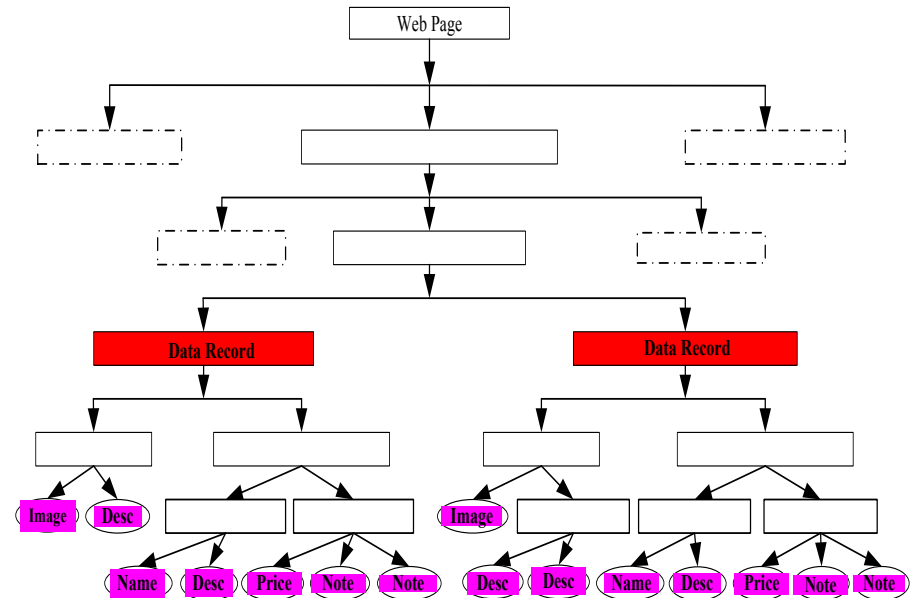 Web Page
Data Record Data Record
Image Desc Image
Name Desc Price Note Note Desc Desc Name Desc Price Note Note